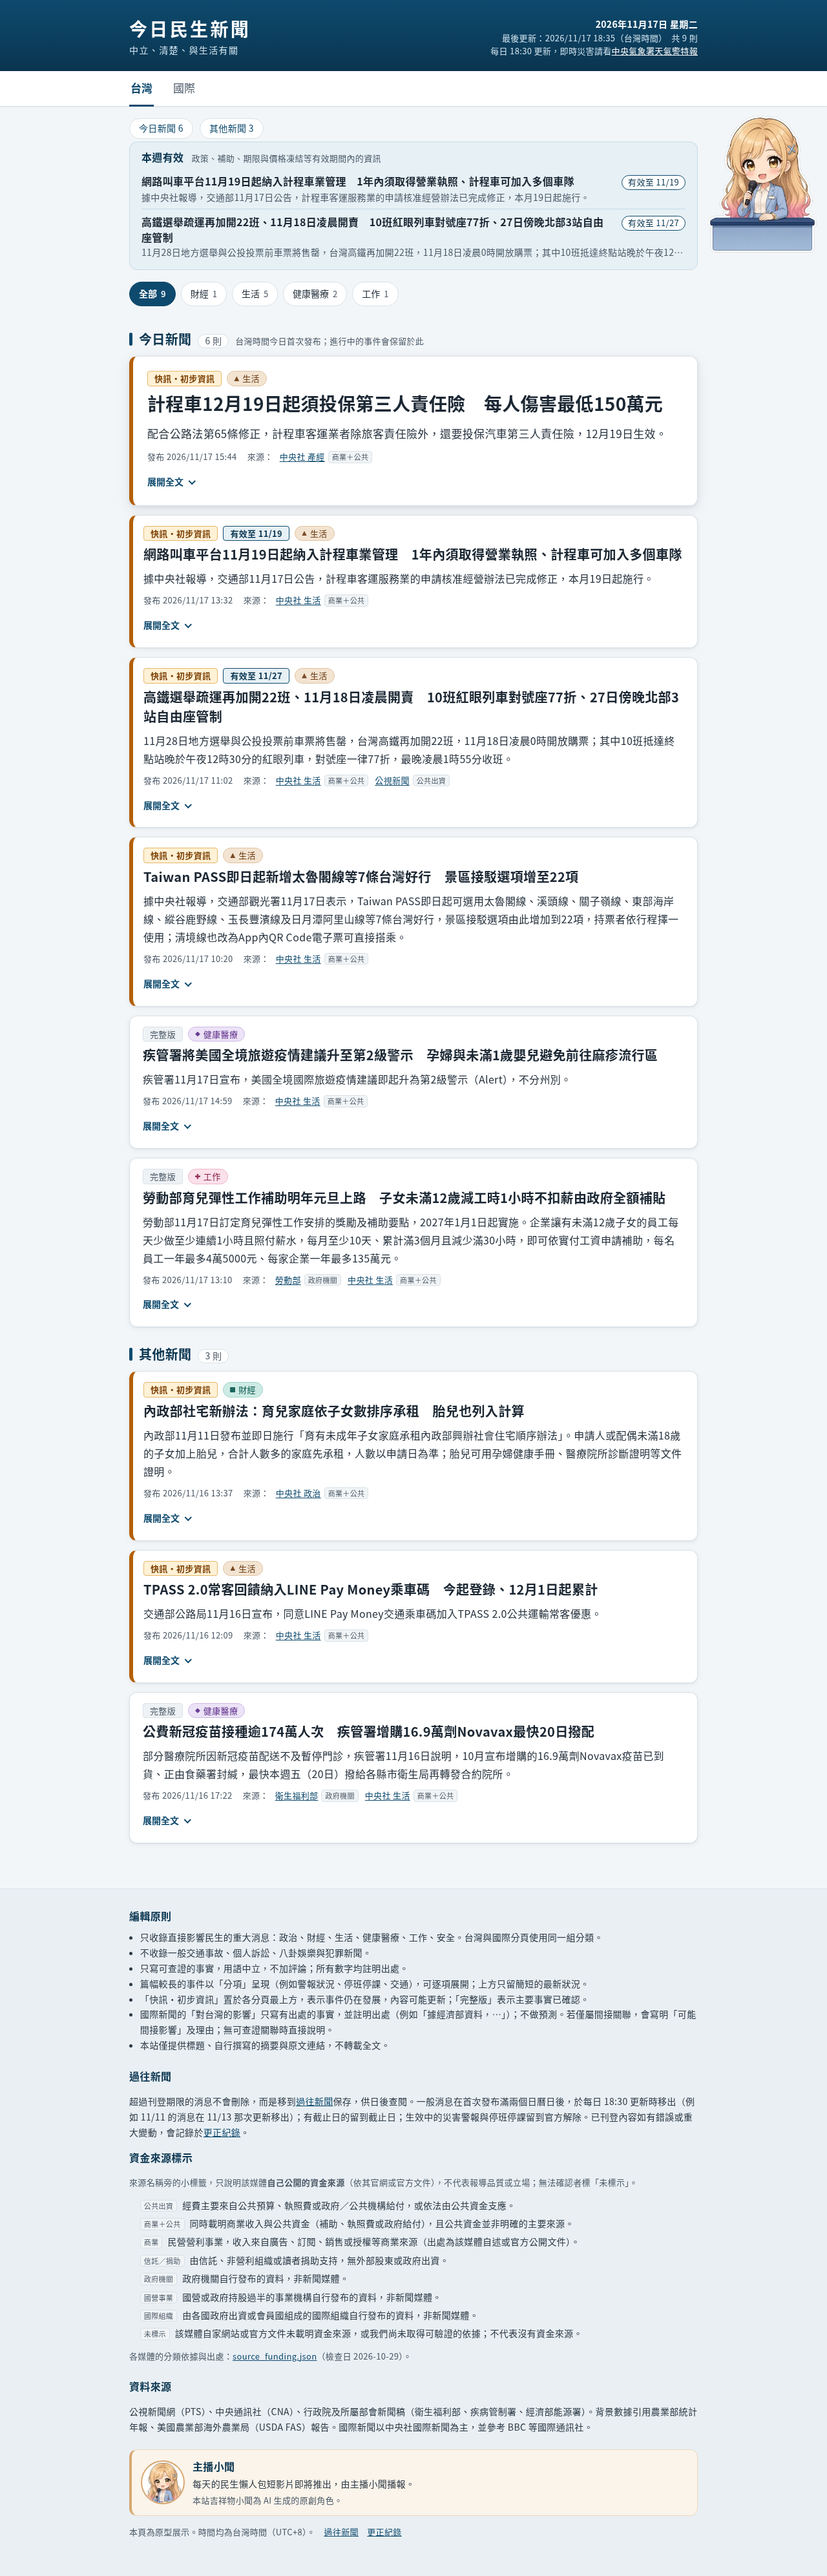 今日民生新聞
中立、清楚、與生活有關
2026年11月17日 星期二
最後更新：2026/11/17 18:35（台灣時間） 共 9 則
每日 18:30 更新，即時災害請看中央氣象署天氣警特報
台灣
國際
今日新聞 6
其他新聞 3
本週有效 政策、補助、期限與價格凍結等有效期間內的資訊
網路叫車平台11月19日起納入計程車業管理　1年內須取得營業執照、計程車可加入多個車隊
有效至 11/19
據中央社報導，交通部11月17日公告，計程車客運服務業的申請核准經營辦法已完成修正，本月19日起施行。
高鐵選舉疏運再加開22班、11月18日凌晨開賣　10班紅眼列車對號座77折、27日傍晚北部3站自由
座管制
有效至 11/27
11月28日地方選舉與公投投票前車票將售罄，台灣高鐵再加開22班，11月18日凌晨0時開放購票；其中10班抵達終點站晚於午夜12…
全部 9
財經 1
生活 5
健康醫療 2
工作 1
今日新聞
6 則
台灣時間今日首次發布；進行中的事件會保留於此
快訊・初步資訊
▲ 生活
計程車12月19日起須投保第三人責任險　每人傷害最低150萬元
配合公路法第65條修正，計程車客運業者除旅客責任險外，還要投保汽車第三人責任險，12月19日生效。
發布 2026/11/17 15:44 來源： 中央社 產經 商業＋公共
展開全文
快訊・初步資訊
有效至 11/19
▲ 生活
網路叫車平台11月19日起納入計程車業管理　1年內須取得營業執照、計程車可加入多個車隊
據中央社報導，交通部11月17日公告，計程車客運服務業的申請核准經營辦法已完成修正，本月19日起施行。
發布 2026/11/17 13:32 來源： 中央社 生活 商業＋公共
展開全文
快訊・初步資訊
有效至 11/27
▲ 生活
高鐵選舉疏運再加開22班、11月18日凌晨開賣　10班紅眼列車對號座77折、27日傍晚北部3
站自由座管制
11月28日地方選舉與公投投票前車票將售罄，台灣高鐵再加開22班，11月18日凌晨0時開放購票；其中10班抵達終
點站晚於午夜12時30分的紅眼列車，對號座一律77折，最晚凌晨1時55分收班。
發布 2026/11/17 11:02 來源： 中央社 生活 商業＋公共 公視新聞 公共出資
展開全文
快訊・初步資訊
▲ 生活
Taiwan PASS即日起新增太魯閣線等7條台灣好行　景區接駁選項增至22項
據中央社報導，交通部觀光署11月17日表示，Taiwan PASS即日起可選用太魯閣線、溪頭線、關子嶺線、東部海岸
線、縱谷鹿野線、玉長豐濱線及日月潭阿里山線等7條台灣好行，景區接駁選項由此增加到22項，持票者依行程擇一
使用；清境線也改為App內QR Code電子票可直接搭乘。
發布 2026/11/17 10:20 來源： 中央社 生活 商業＋公共
展開全文
完整版
◆ 健康醫療
疾管署將美國全境旅遊疫情建議升至第2級警示　孕婦與未滿1歲嬰兒避免前往麻疹流行區
疾管署11月17日宣布，美國全境國際旅遊疫情建議即起升為第2級警示（Alert），不分州別。
發布 2026/11/17 14:59 來源： 中央社 生活 商業＋公共
展開全文
完整版
✚ 工作
勞動部育兒彈性工作補助明年元旦上路　子女未滿12歲減工時1小時不扣薪由政府全額補貼
勞動部11月17日訂定育兒彈性工作安排的獎勵及補助要點，2027年1月1日起實施。企業讓有未滿12歲子女的員工每
天少做至少連續1小時且照付薪水，每月至少10天、累計滿3個月且減少滿30小時，即可依實付工資申請補助，每名
員工一年最多4萬5000元、每家企業一年最多135萬元。
發布 2026/11/17 13:10 來源： 勞動部 政府機關 中央社 生活 商業＋公共
展開全文
其他新聞
3 則
快訊・初步資訊
■ 財經
內政部社宅新辦法：育兒家庭依子女數排序承租　胎兒也列入計算
內政部11月11日發布並即日施行「育有未成年子女家庭承租內政部興辦社會住宅順序辦法」。申請人或配偶未滿18歲
的子女加上胎兒，合計人數多的家庭先承租，人數以申請日為準；胎兒可用孕婦健康手冊、醫療院所診斷證明等文件
證明。
發布 2026/11/16 13:37 來源： 中央社 政治 商業＋公共
展開全文
快訊・初步資訊
▲ 生活
TPASS 2.0常客回饋納入LINE Pay Money乘車碼　今起登錄、12月1日起累計
交通部公路局11月16日宣布，同意LINE Pay Money交通乘車碼加入TPASS 2.0公共運輸常客優惠。
發布 2026/11/16 12:09 來源： 中央社 生活 商業＋公共
展開全文
完整版
◆ 健康醫療
公費新冠疫苗接種逾174萬人次　疾管署增購16.9萬劑Novavax最快20日撥配
部分醫療院所因新冠疫苗配送不及暫停門診，疾管署11月16日說明，10月宣布增購的16.9萬劑Novavax疫苗已到
貨、正由食藥署封緘，最快本週五（20日）撥給各縣市衛生局再轉發合約院所。
發布 2026/11/16 17:22 來源： 衛生福利部 政府機關 中央社 生活 商業＋公共
展開全文
編輯原則
只收錄直接影響民生的重大消息：政治、財經、生活、健康醫療、工作、安全。台灣與國際分頁使用同一組分類。
不收錄一般交通事故、個人訴訟、八卦娛樂與犯罪新聞。
只寫可查證的事實，用語中立，不加評論；所有數字均註明出處。
篇幅較長的事件以「分項」呈現（例如警報狀況、停班停課、交通），可逐項展開；上方只留簡短的最新狀況。
「快訊・初步資訊」置於各分頁最上方，表示事件仍在發展，內容可能更新；「完整版」表示主要事實已確認。
國際新聞的「對台灣的影響」只寫有出處的事實，並註明出處（例如「據經濟部資料，…」）；不做預測。若僅屬間接關聯，會寫明「可能
間接影響」及理由；無可查證關聯時直接說明。
本站僅提供標題、自行撰寫的摘要與原文連結，不轉載全文。
過往新聞
超過刊登期限的消息不會刪除，而是移到過往新聞保存，供日後查閱。一般消息在首次發布滿兩個日曆日後，於每日 18:30 更新時移出（例
如 11/11 的消息在 11/13 那次更新移出）；有截止日的留到截止日；生效中的災害警報與停班停課留到官方解除。已刊登內容如有錯誤或重
大變動，會記錄於更正紀錄。
資金來源標示
來源名稱旁的小標籤，只說明該媒體自己公開的資金來源（依其官網或官方文件），不代表報導品質或立場；無法確認者標「未標示」。
公共出資 經費主要來自公共預算、執照費或政府／公共機構給付，或依法由公共資金支應。
商業＋公共 同時載明商業收入與公共資金（補助、執照費或政府給付），且公共資金並非明確的主要來源。
商業 民營營利事業，收入來自廣告、訂閱、銷售或授權等商業來源（出處為該媒體自述或官方公開文件）。
信託／捐助 由信託、非營利組織或讀者捐助支持，無外部股東或政府出資。
政府機關 政府機關自行發布的資料，非新聞媒體。
國營事業 國營或政府持股過半的事業機構自行發布的資料，非新聞媒體。
國際組織 由各國政府出資或會員國組成的國際組織自行發布的資料，非新聞媒體。
未標示 該媒體自家網站或官方文件未載明資金來源，或我們尚未取得可驗證的依據；不代表沒有資金來源。
各媒體的分類依據與出處：source_funding.json（檢查日 2026-10-29）。
資料來源
公視新聞網（PTS）、中央通訊社（CNA）、行政院及所屬部會新聞稿（衛生福利部、疾病管制署、經濟部能源署）。背景數據引用農業部統計
年報、美國農業部海外農業局（USDA FAS）報告。國際新聞以中央社國際新聞為主，並參考 BBC 等國際通訊社。
主播小聞
每天的民生懶人包短影片即將推出，由主播小聞播報。
本站吉祥物小聞為 AI 生成的原創角色。
本頁為原型展示。時間均為台灣時間（UTC+8）。 過往新聞 更正紀錄